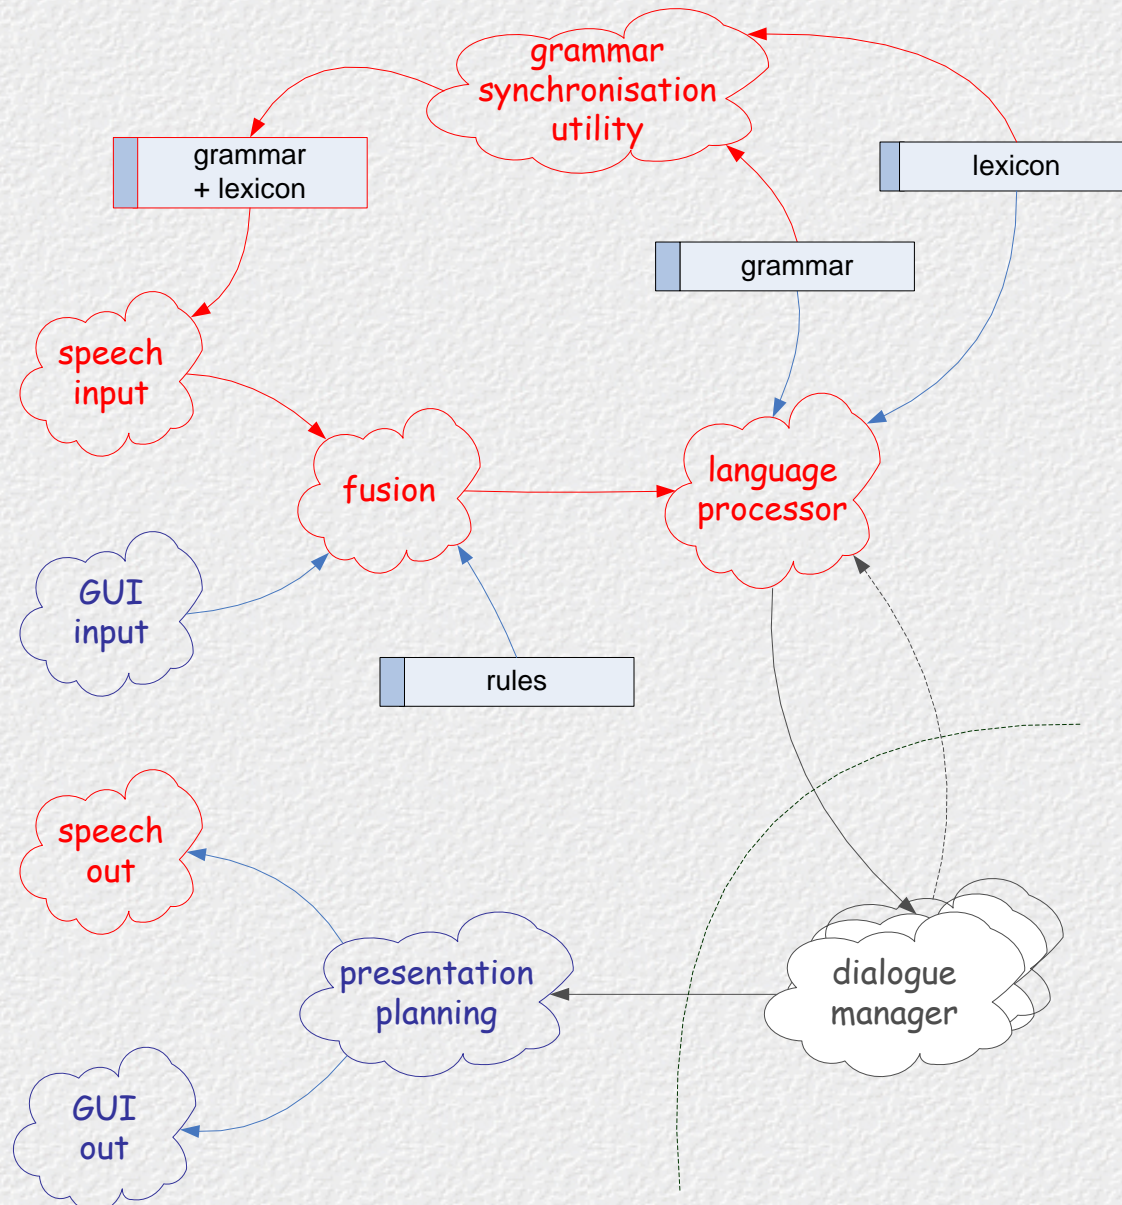 grammar
synchronisation
utility
grammar
+ lexicon
lexicon
grammar
speech
input
language
processor
fusion
GUI
input
rules
speech
out
presentation
planning
dialogue
manager
GUI
out